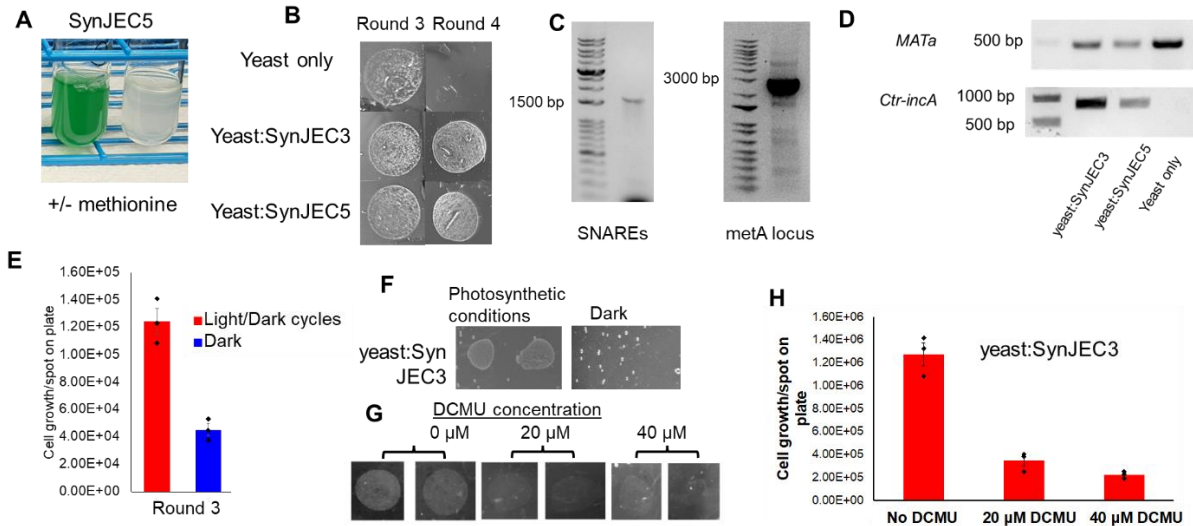 A
SynJEC5
+/- methionine
B
Round 3 Round 4
Yeast only
Yeast:SynJEC3
Yeast:SynJEC5
C
1500 bp
SNAREs
3000 bp
metA locus
D
MATa
500 bp
Ctr-incA
1000 bp
500 bp
yeast:SynJEC3
yeast:SynJEC5
Yeast only
E
Cell growth/spot on
plate
1.60E+05
1.40E+05
1.20E+05
1.00E+05
8.00E+04
6.00E+04
4.00E+04
2.00E+04
0.00E+00
Round 3
Light/Dark cycles
Dark
F
Photosynthetic
conditions
Dark
yeast:Syn
JEC3
G
DCMU concentration
0 µM 20 µM 40 µM
H
yeast:SynJEC3
Cell growth/spot on
plate
1.60E+06
1.40E+06
1.20E+06
1.00E+06
8.00E+05
6.00E+05
4.00E+05
2.00E+05
0.00E+00
No DCMU 20 µM DCMU 40 µM DCMU